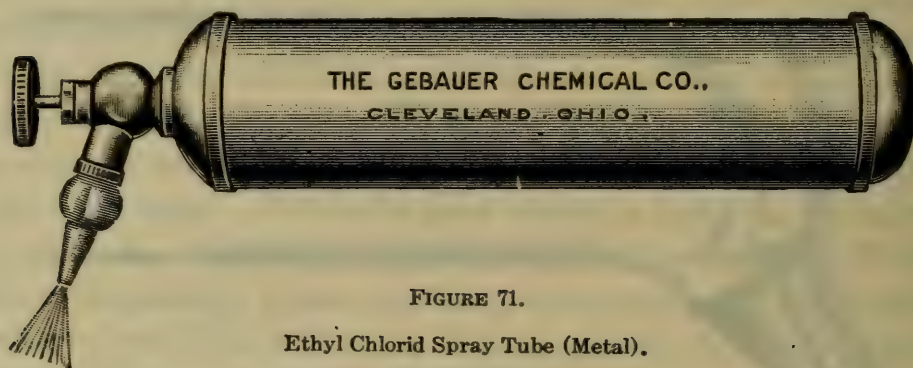 THE GEBAUER CHEMICAL CO.,
CLEVELAND, OHIO.
FIGURE 71.
Ethyl Chlorid Spray Tube (Metal).